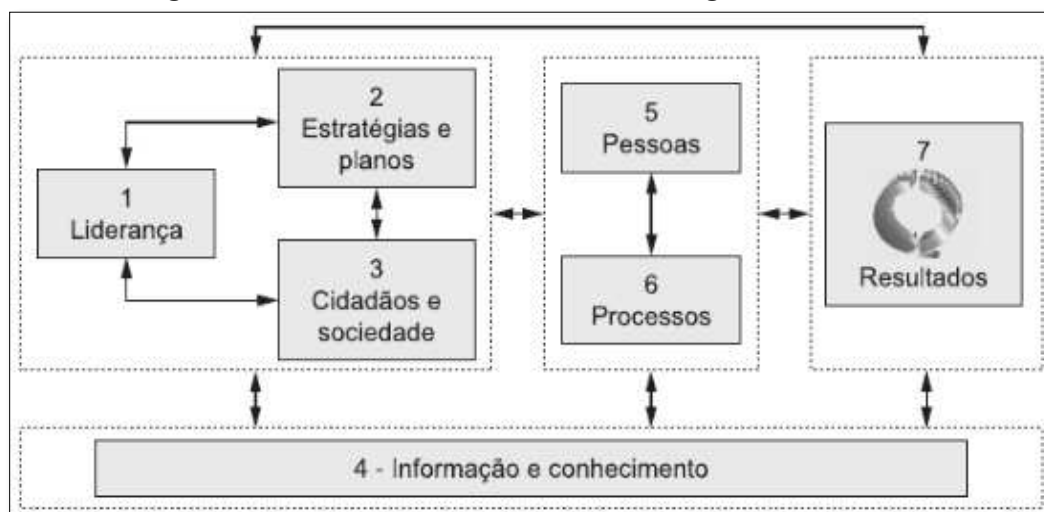 1
Liderança
2
Estratégias e
planos
3
Cidadãos e
sociedade
5
Pessoas
6
Processos
7
Resultados
4 - Informação e conhecimento